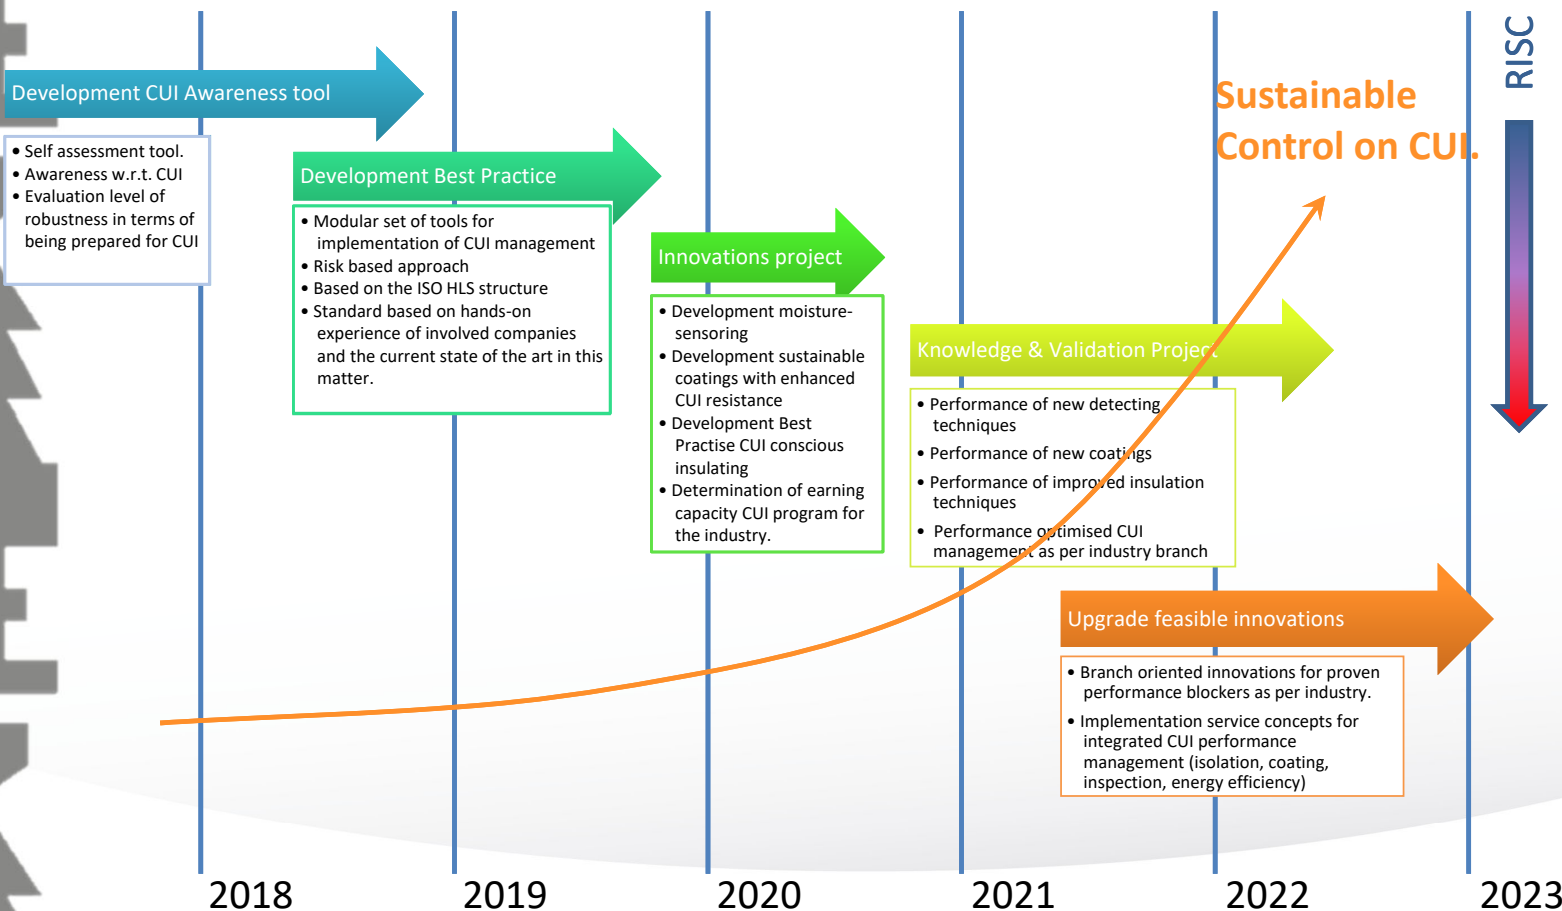 Development CUI Awareness tool
• Self assessment tool.
• Awareness w.r.t. CUI
• Evaluation level of
robustness in terms of
being prepared for CUI
Development Best Practice
• Modular set of tools for
implementation of CUI management
• Risk based approach
• Based on the ISO HLS structure
• Standard based on hands-on
experience of involved companies
and the current state of the art in this
matter.
Innovations project
• Development moisture-
sensoring
• Development sustainable
coatings with enhanced
CUI resistance
• Development Best
Practise CUI conscious
insulating
• Determination of earning
capacity CUI program for
the industry.
Knowledge & Validation Project
• Performance of new detecting
techniques
• Performance of new coatings
• Performance of improved insulation
techniques
• Performance optimised CUI
management as per industry branch
Upgrade feasible innovations
• Branch oriented innovations for proven
performance blockers as per industry.
• Implementation service concepts for
integrated CUI performance
management (isolation, coating,
inspection, energy efficiency)
Sustainable
Control on CUI.
RISC
2018
2019
2020
2021
2022
2023